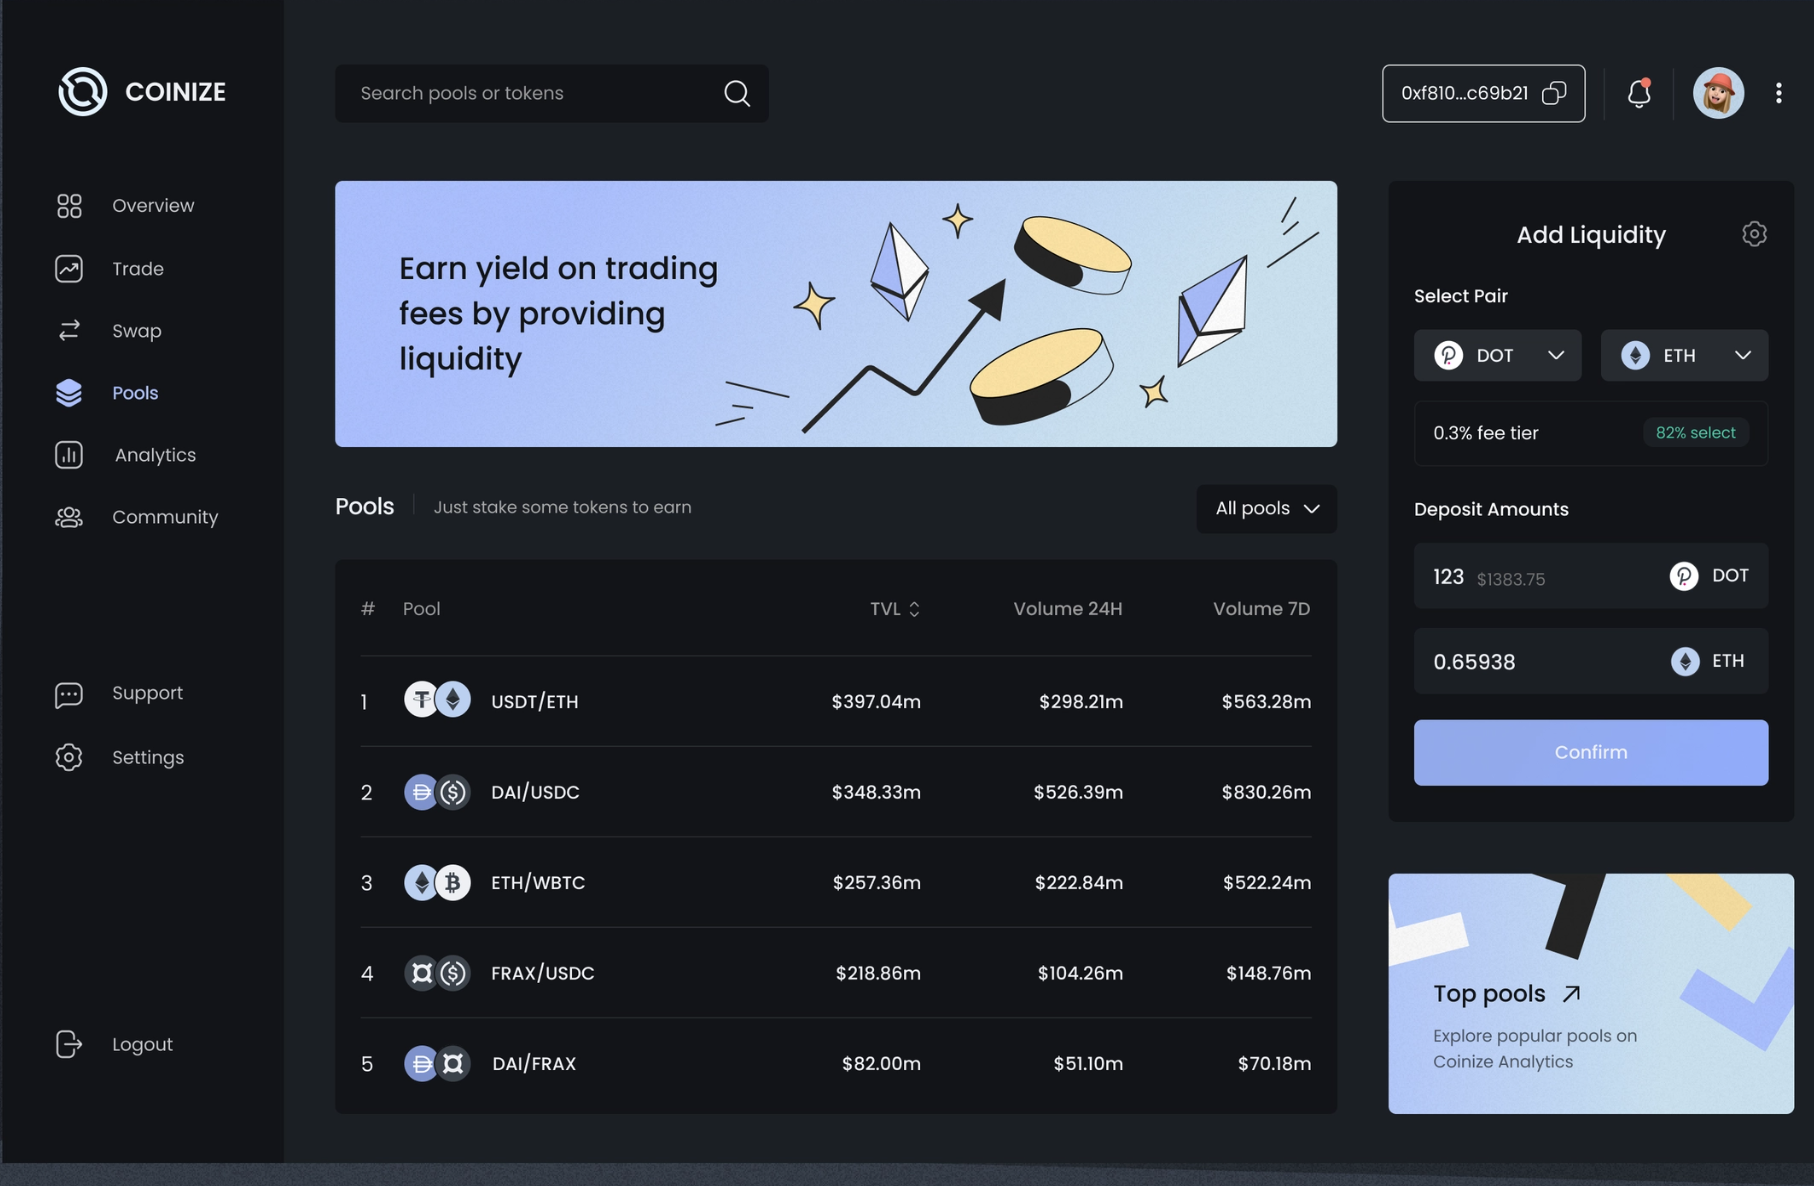 COINIZE
Search pools or tokens
0xf810...c69b21
Overview
Trade
Swap
Pools
Analytics
Community
Support
Settings
Logout
Earn yield on trading
fees by providing
liquidity
Pools
Just stake some tokens to earn
All pools
# Pool TVL Volume 24H Volume 7D
1 USDT/ETH $397.04m $298.21m $563.28m
2 DAI/USDC $348.33m $526.39m $830.26m
3 ETH/WBTC $257.36m $222.84m $522.24m
4 FRAX/USDC $218.86m $104.26m $148.76m
5 DAI/FRAX $82.00m $51.10m $70.18m
Add Liquidity
Select Pair
DOT ETH
0.3% fee tier 82% select
Deposit Amounts
123 $1383.75 DOT
0.65938 ETH
Confirm
Top pools
Explore popular pools on
Coinize Analytics